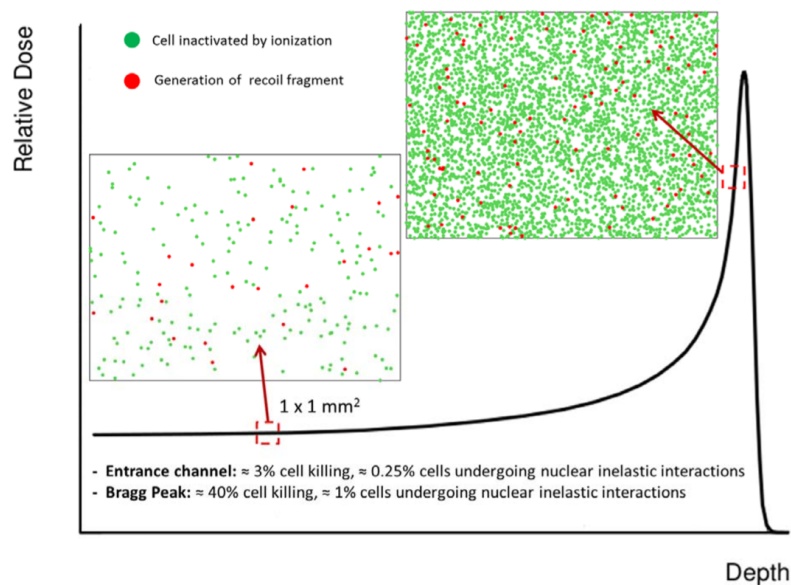 Relative Dose
Cell inactivated by ionization
Generation of recoil fragment
1 x 1 mm²
- Entrance channel: ≈ 3% cell killing, ≈ 0.25% cells undergoing nuclear inelastic interactions
- Bragg Peak: ≈ 40% cell killing, ≈ 1% cells undergoing nuclear inelastic interactions
Depth